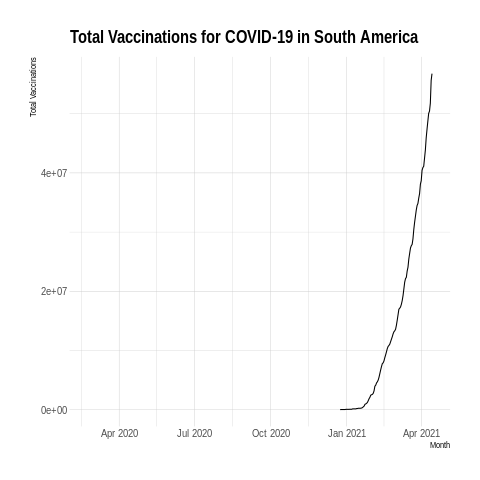 Total Vaccinations for COVID-19 in South America
Total Vaccinations
4e+07
2e+07
0e+00
Apr 2020 Jul 2020 Oct 2020 Jan 2021 Apr 2021
Month